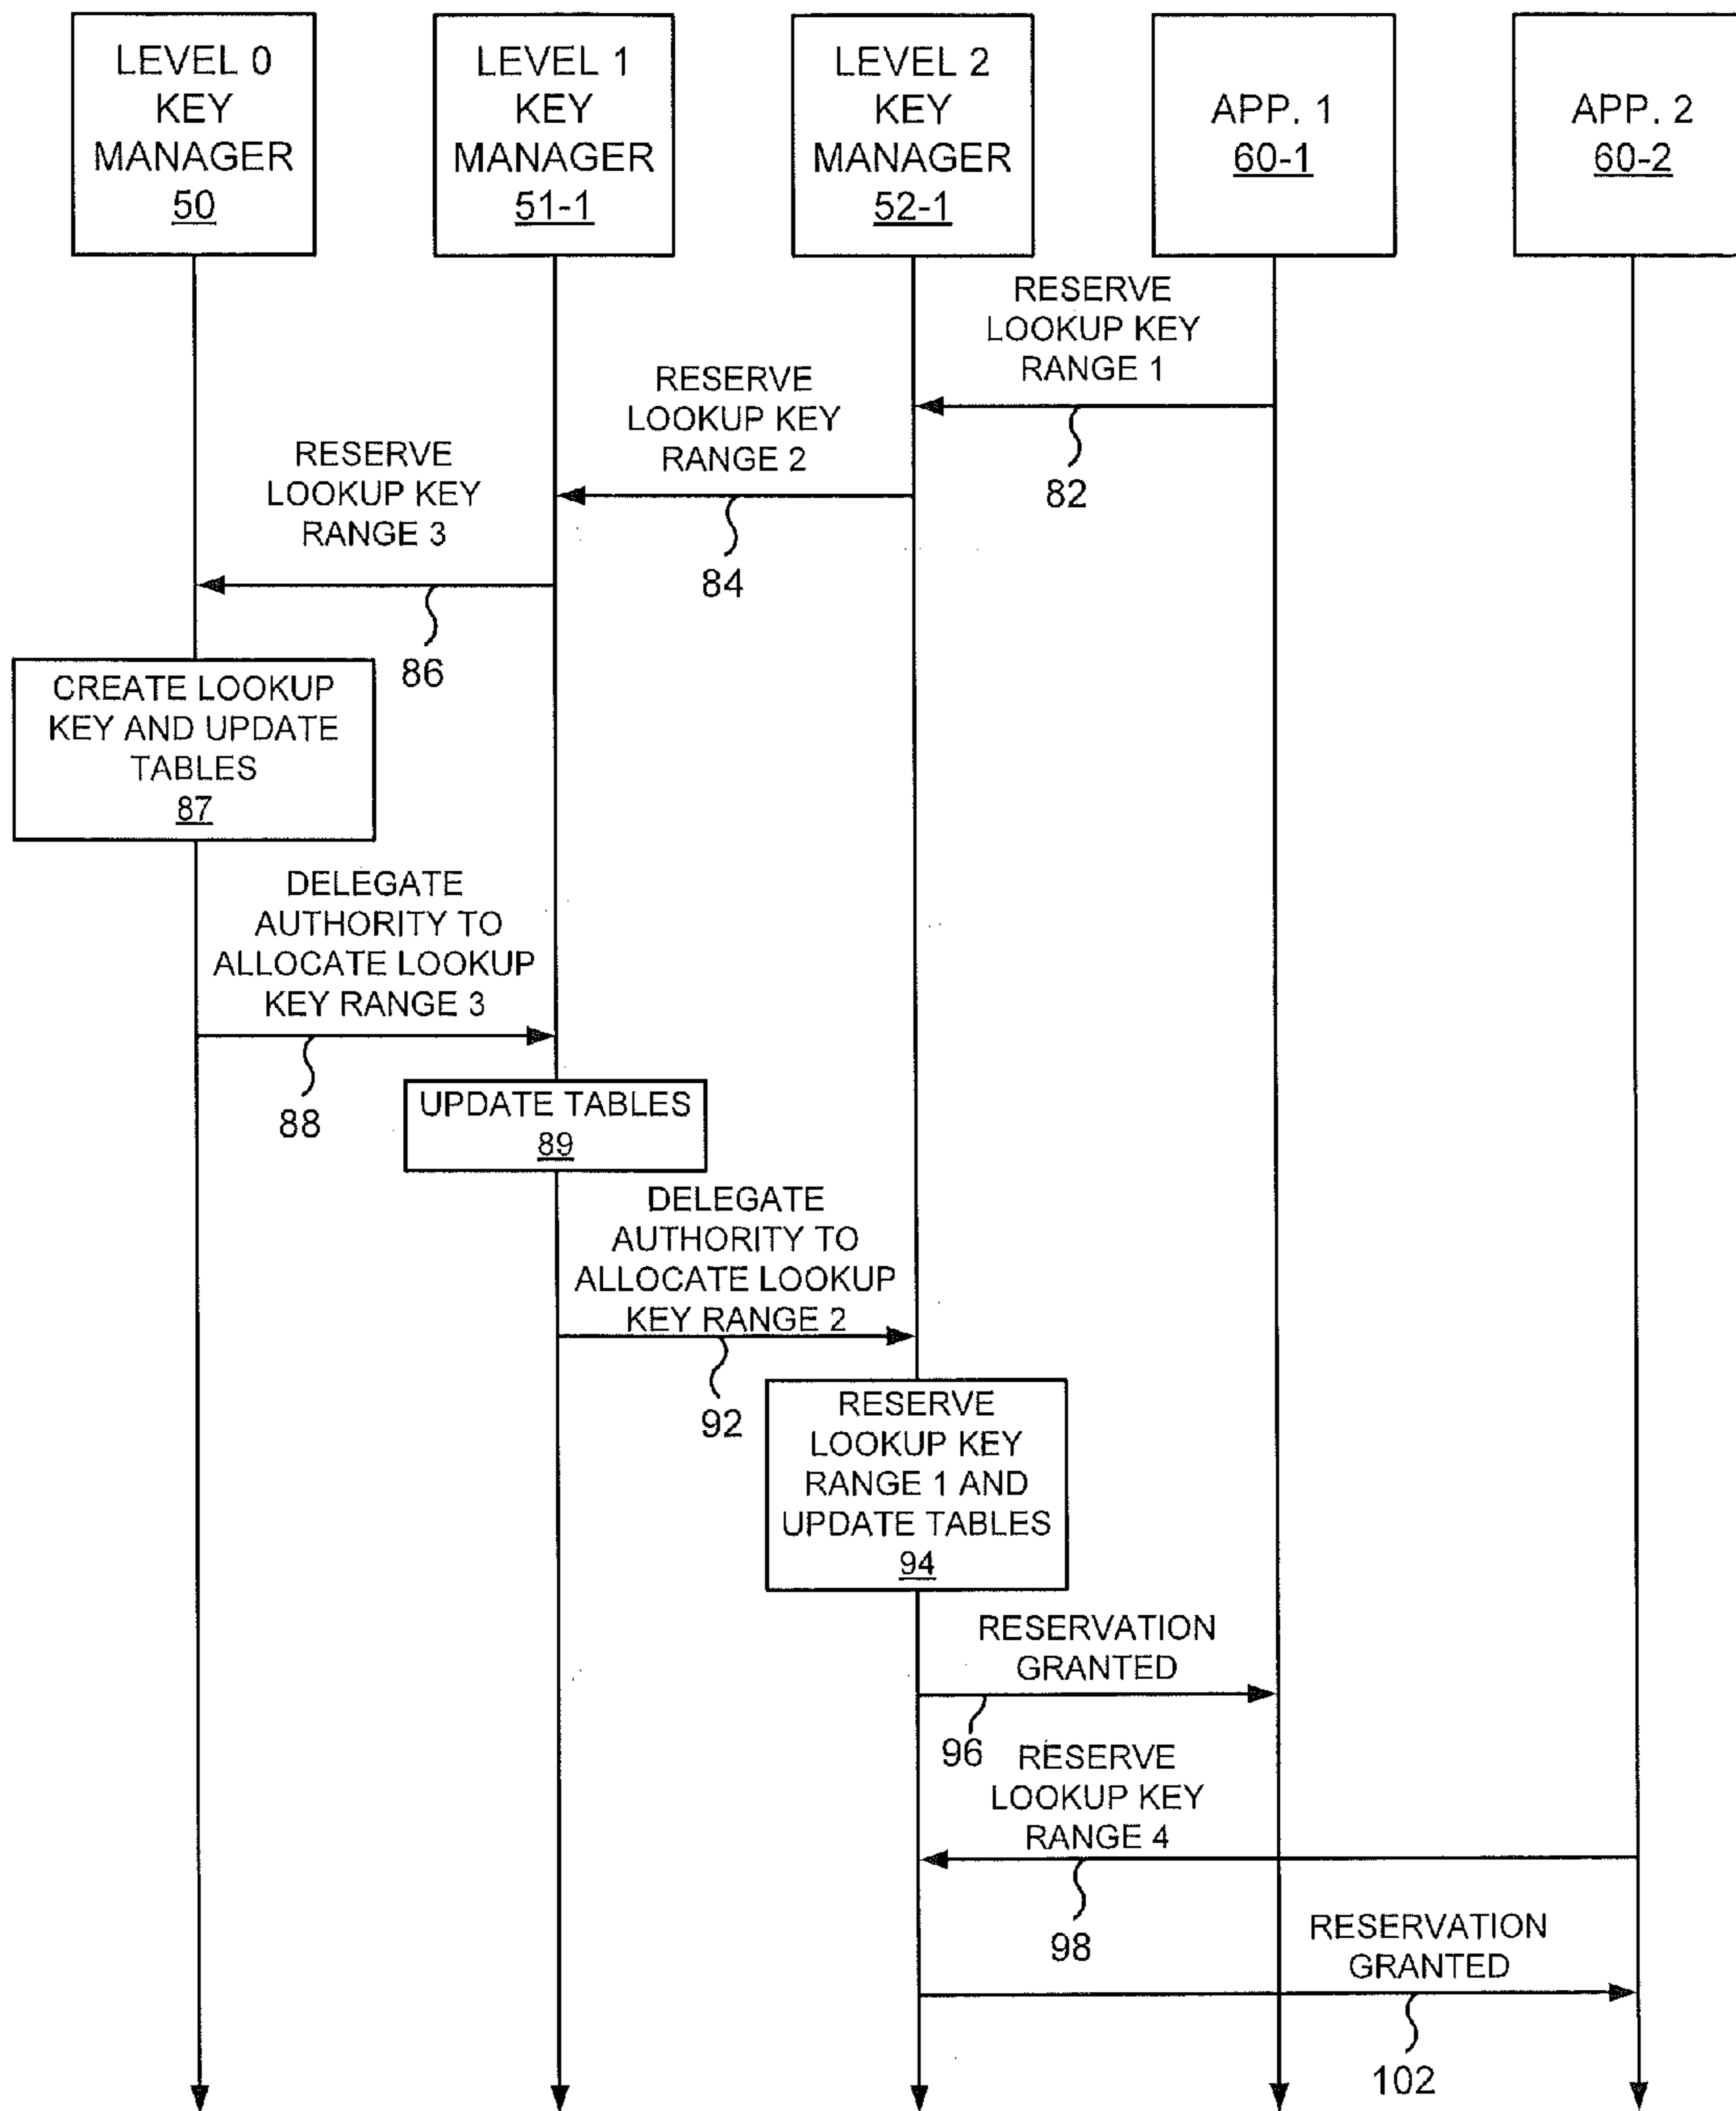 LEVEL 0
KEY
MANAGER
50
LEVEL 1
KEY
MANAGER
51-1
LEVEL 2
KEY
MANAGER
52-1
APP. 1
60-1
APP. 2
60-2
RESERVE
LOOKUP KEY
RANGE 1
82
RESERVE
LOOKUP KEY
RANGE 2
84
RESERVE
LOOKUP KEY
RANGE 3
86
CREATE LOOKUP
KEY AND UPDATE
TABLES
87
DELEGATE
AUTHORITY TO
ALLOCATE LOOKUP
KEY RANGE 3
88
UPDATE TABLES
89
DELEGATE
AUTHORITY TO
ALLOCATE LOOKUP
KEY RANGE 2
92
RESERVE
LOOKUP KEY
RANGE 1 AND
UPDATE TABLES
94
RESERVATION
GRANTED
96
RESERVE
LOOKUP KEY
RANGE 4
98
RESERVATION
GRANTED
102